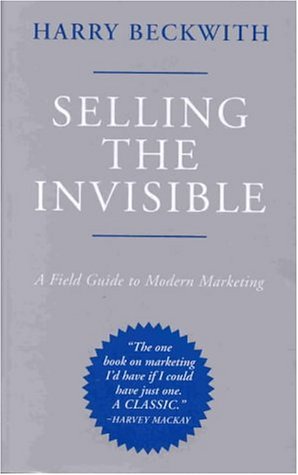 HARRY BECKWITH
SELLING
THE
INVISIBLE
A Field Guide to Modern Marketing
"The one
book on marketing
I'd have if I could
have just one.
A CLASSIC."
–HARVEY MACKAY